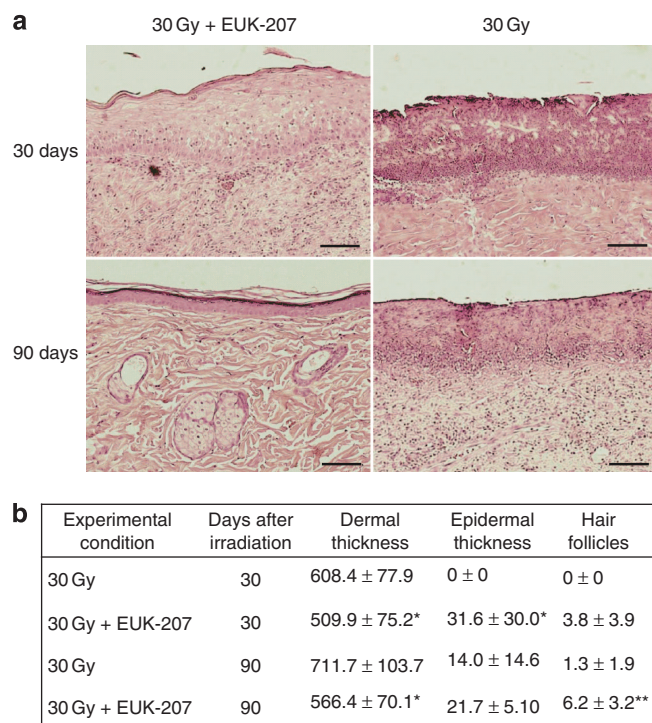 a
30 Gy + EUK-207 30 Gy
30 days
90 days
b
Experimental condition Days after irradiation Dermal thickness Epidermal thickness Hair follicles
30 Gy 30 608.4 ± 77.9 0 ± 0 0 ± 0
30 Gy + EUK-207 30 509.9 ± 75.2* 31.6 ± 30.0* 3.8 ± 3.9
30 Gy 90 711.7 ± 103.7 14.0 ± 14.6 1.3 ± 1.9
30 Gy + EUK-207 90 566.4 ± 70.1* 21.7 ± 5.10 6.2 ± 3.2**